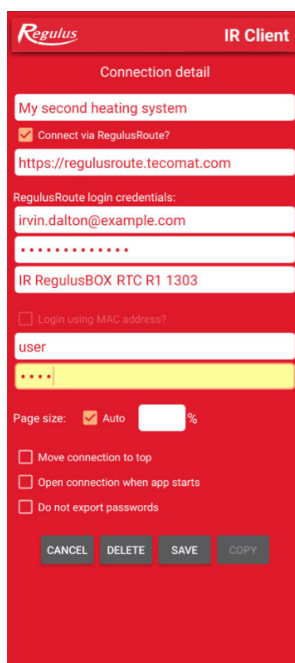 Regulus
IR Client
Connection detail
My second heating system
Connect via RegulusRoute?
https://regulusroute.tecomat.com
RegulusRoute login credentials:
irvin.dalton@example.com
•••••••••••••
IR RegulusBOX RTC R1 1303
Login using MAC address?
user
••••
Page size: Auto %
Move connection to top
Open connection when app starts
Do not export passwords
CANCEL DELETE SAVE COPY